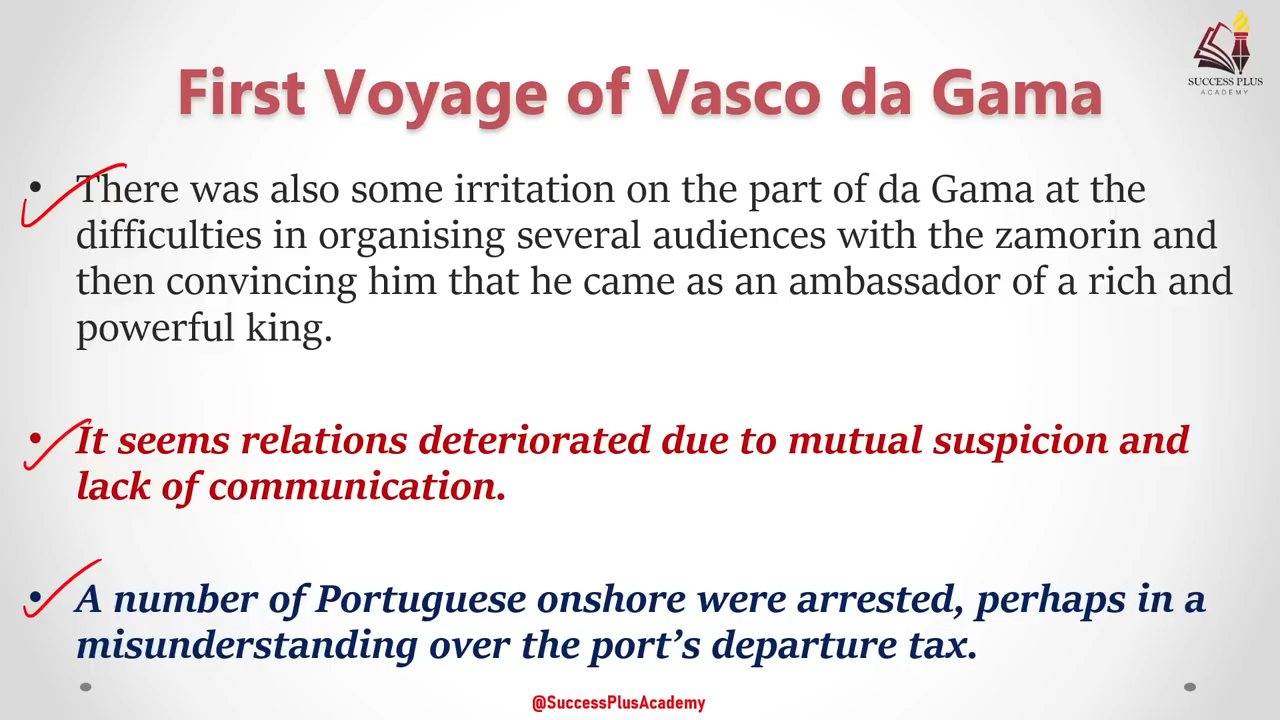 SUCCESS PLUS
ACADEMY
First Voyage of Vasco da Gama
• There was also some irritation on the part of da Gama at the
difficulties in organising several audiences with the zamorin and
then convincing him that he came as an ambassador of a rich and
powerful king.
• It seems relations deteriorated due to mutual suspicion and
lack of communication.
• A number of Portuguese onshore were arrested, perhaps in a
misunderstanding over the port’s departure tax.
@SuccessPlusAcademy